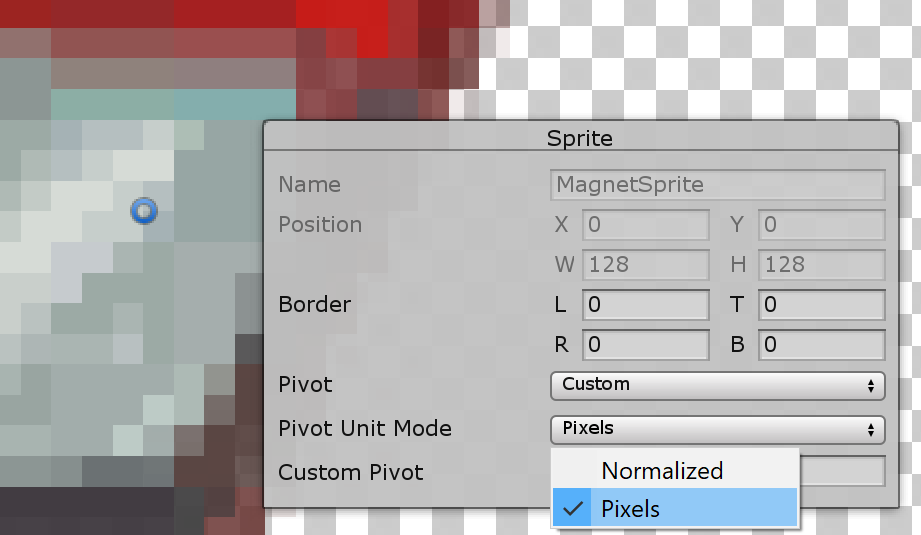 Sprite
Name MagnetSprite
Position X 0 Y 0
W 128 H 128
Border L 0 T 0
R 0 B 0
Pivot Custom
Pivot Unit Mode Pixels
Custom Pivot
Normalized
Pixels